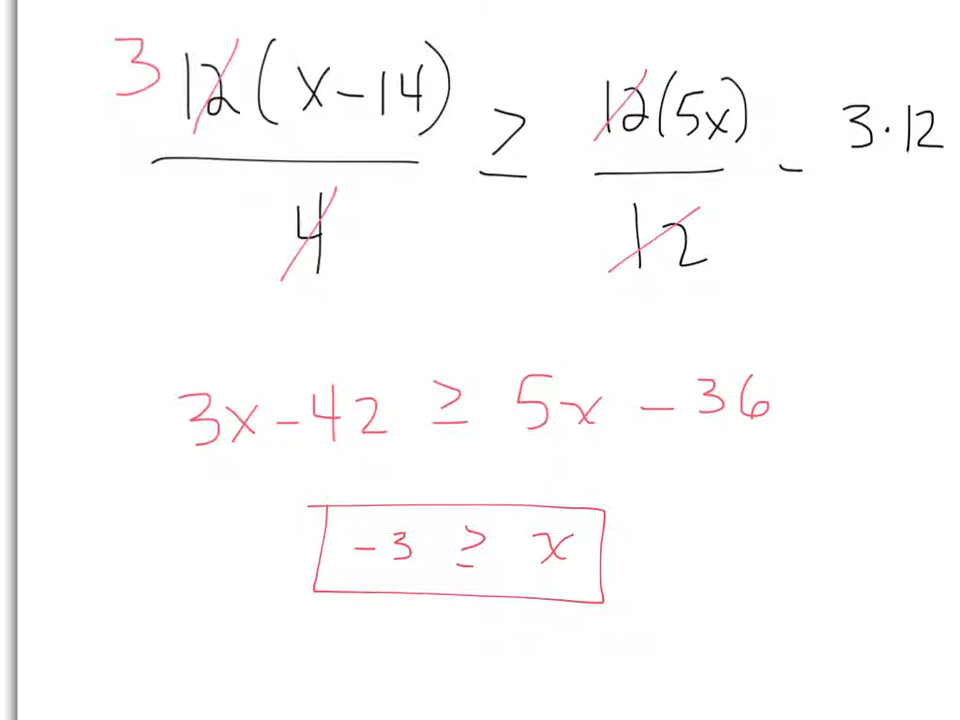 3 12(x-14) ≥ 12(5x) - 3·12
4 12
3x-42 ≥ 5x - 36
-3 ≥ x